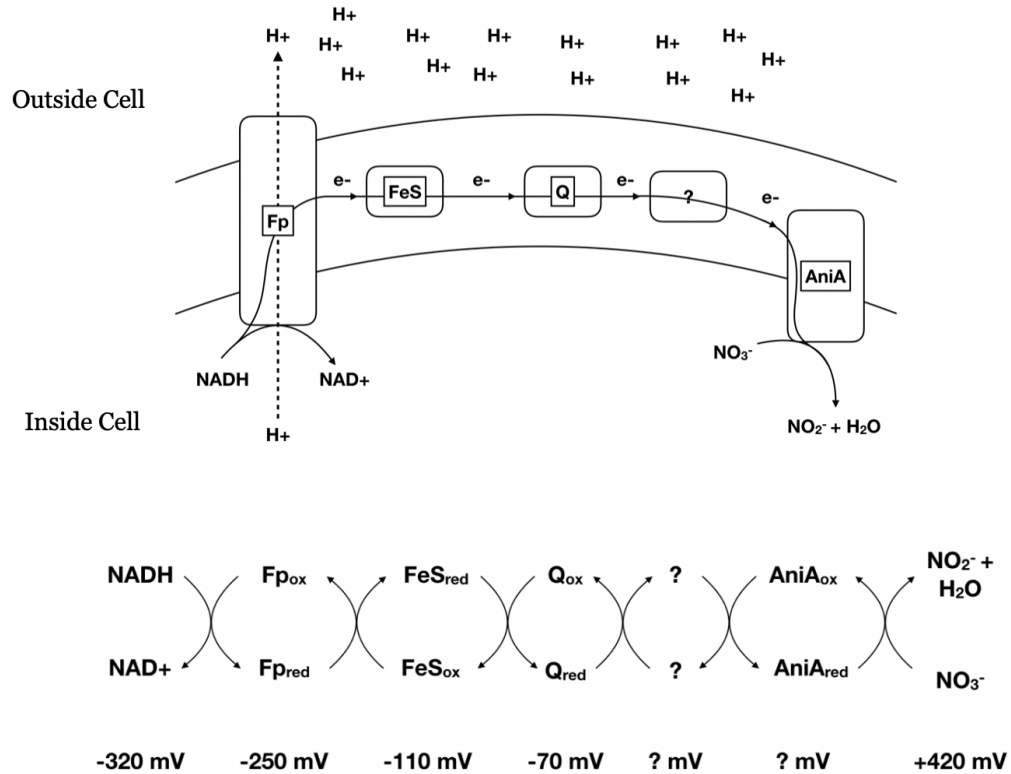 H+
H+ H+ H+ H+ H+ H+ H+
H+ H+ H+ H+ H+ H+ H+
H+
Outside Cell
e- e- e- e-
FeS Q ?
Fp
AniA
NO₃⁻
NADH NAD+
Inside Cell
H+
NO₂⁻ + H₂O
NADH Fpox FeSred Qox ? AniAox NO₂⁻ + H₂O
NAD+ Fpred FeSox Qred ? AniAred NO₃⁻
-320 mV -250 mV -110 mV -70 mV ? mV ? mV +420 mV